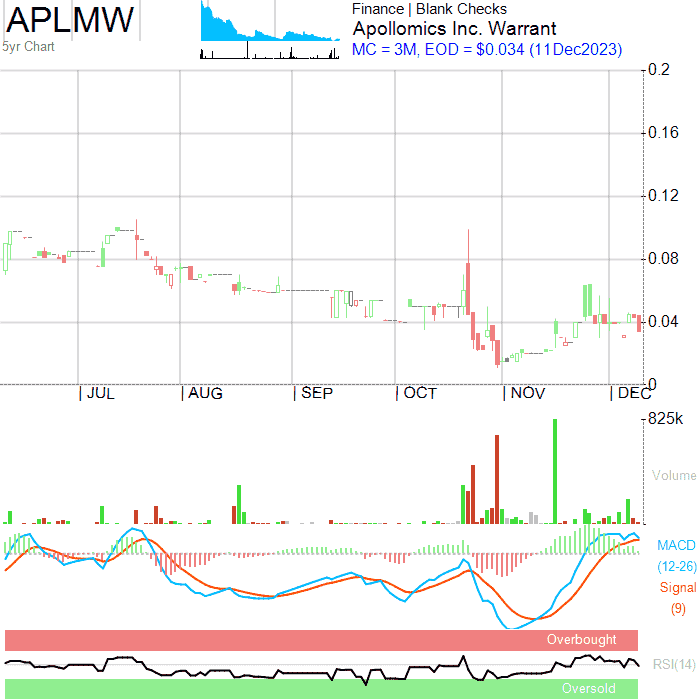 APLMW
5yr Chart
Finance | Blank Checks
Apollomics Inc. Warrant
MC = 3M, EOD = $0.034 (11Dec2023)
0.2
0.16
0.12
0.08
0.04
0
| JUL | AUG | SEP | OCT | NOV | DEC
825k
Volume
MACD
(12-26)
Signal
(9)
Overbought
RSI(14)
Oversold